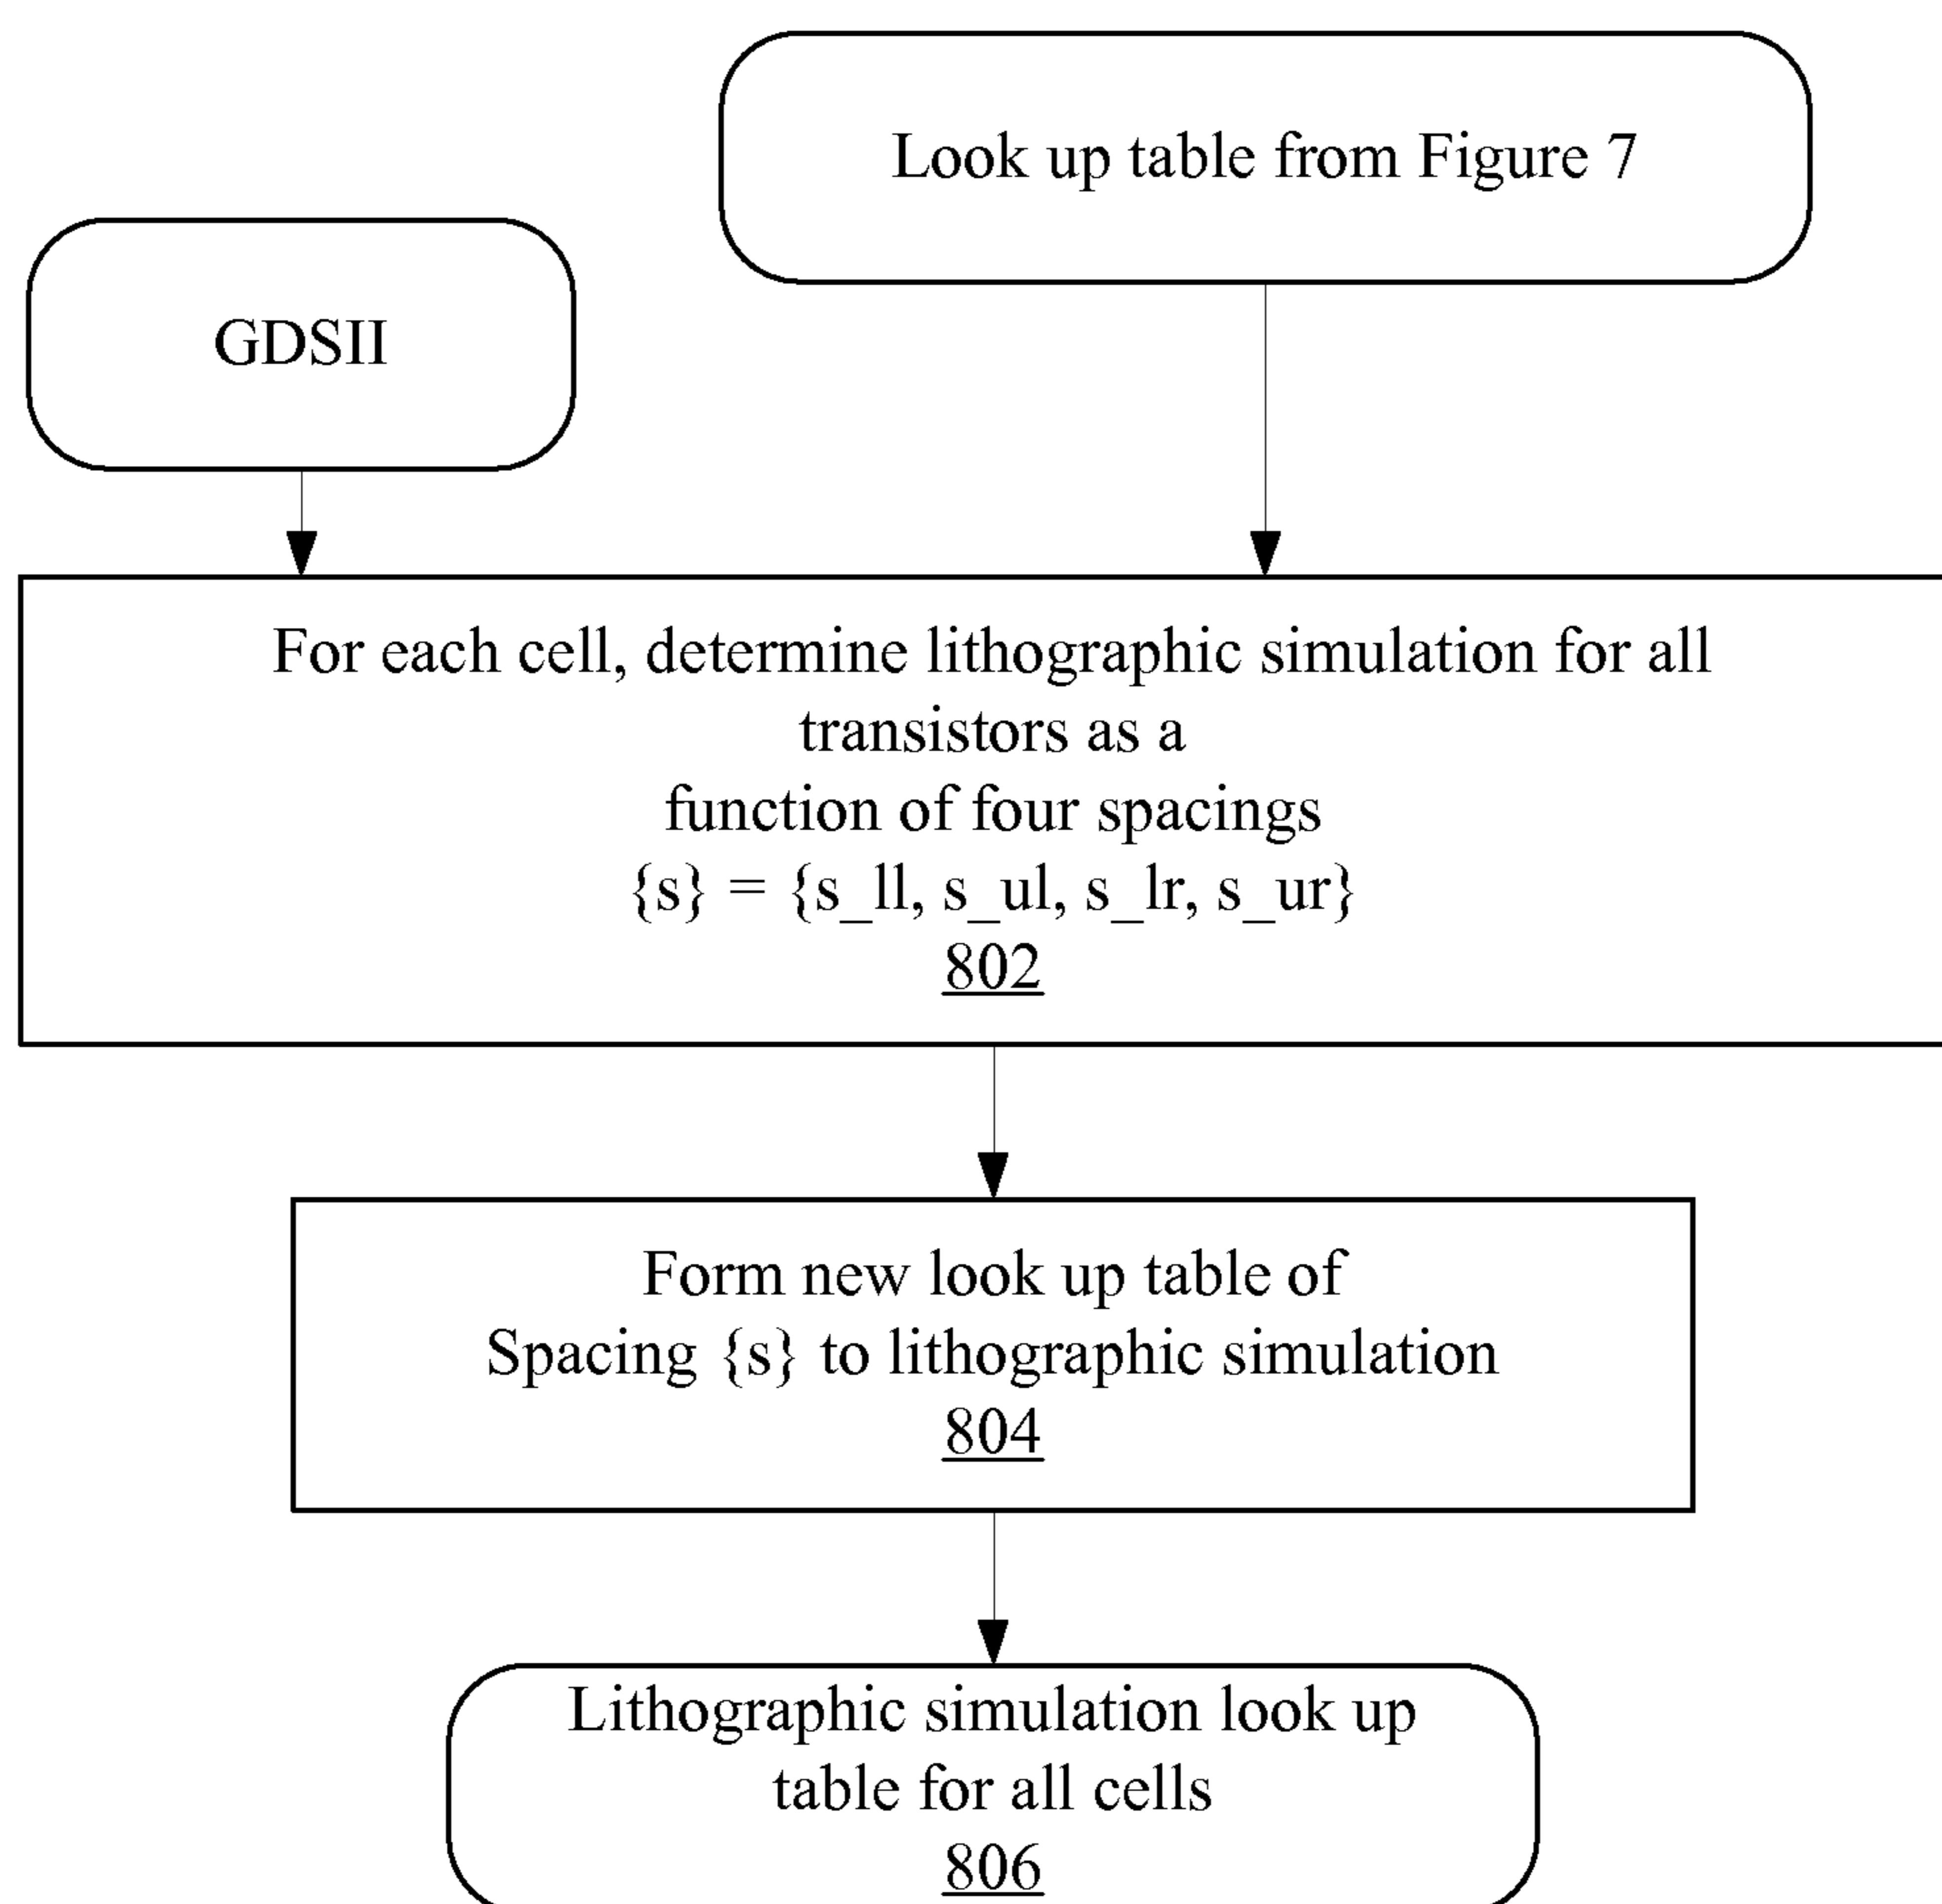 Look up table from Figure 7
GDSII
For each cell, determine lithographic simulation for all
transistors as a
function of four spacings
{s} = {s_ll, s_ul, s_lr, s_ur}
802
Form new look up table of
Spacing {s} to lithographic simulation
804
Lithographic simulation look up
table for all cells
806